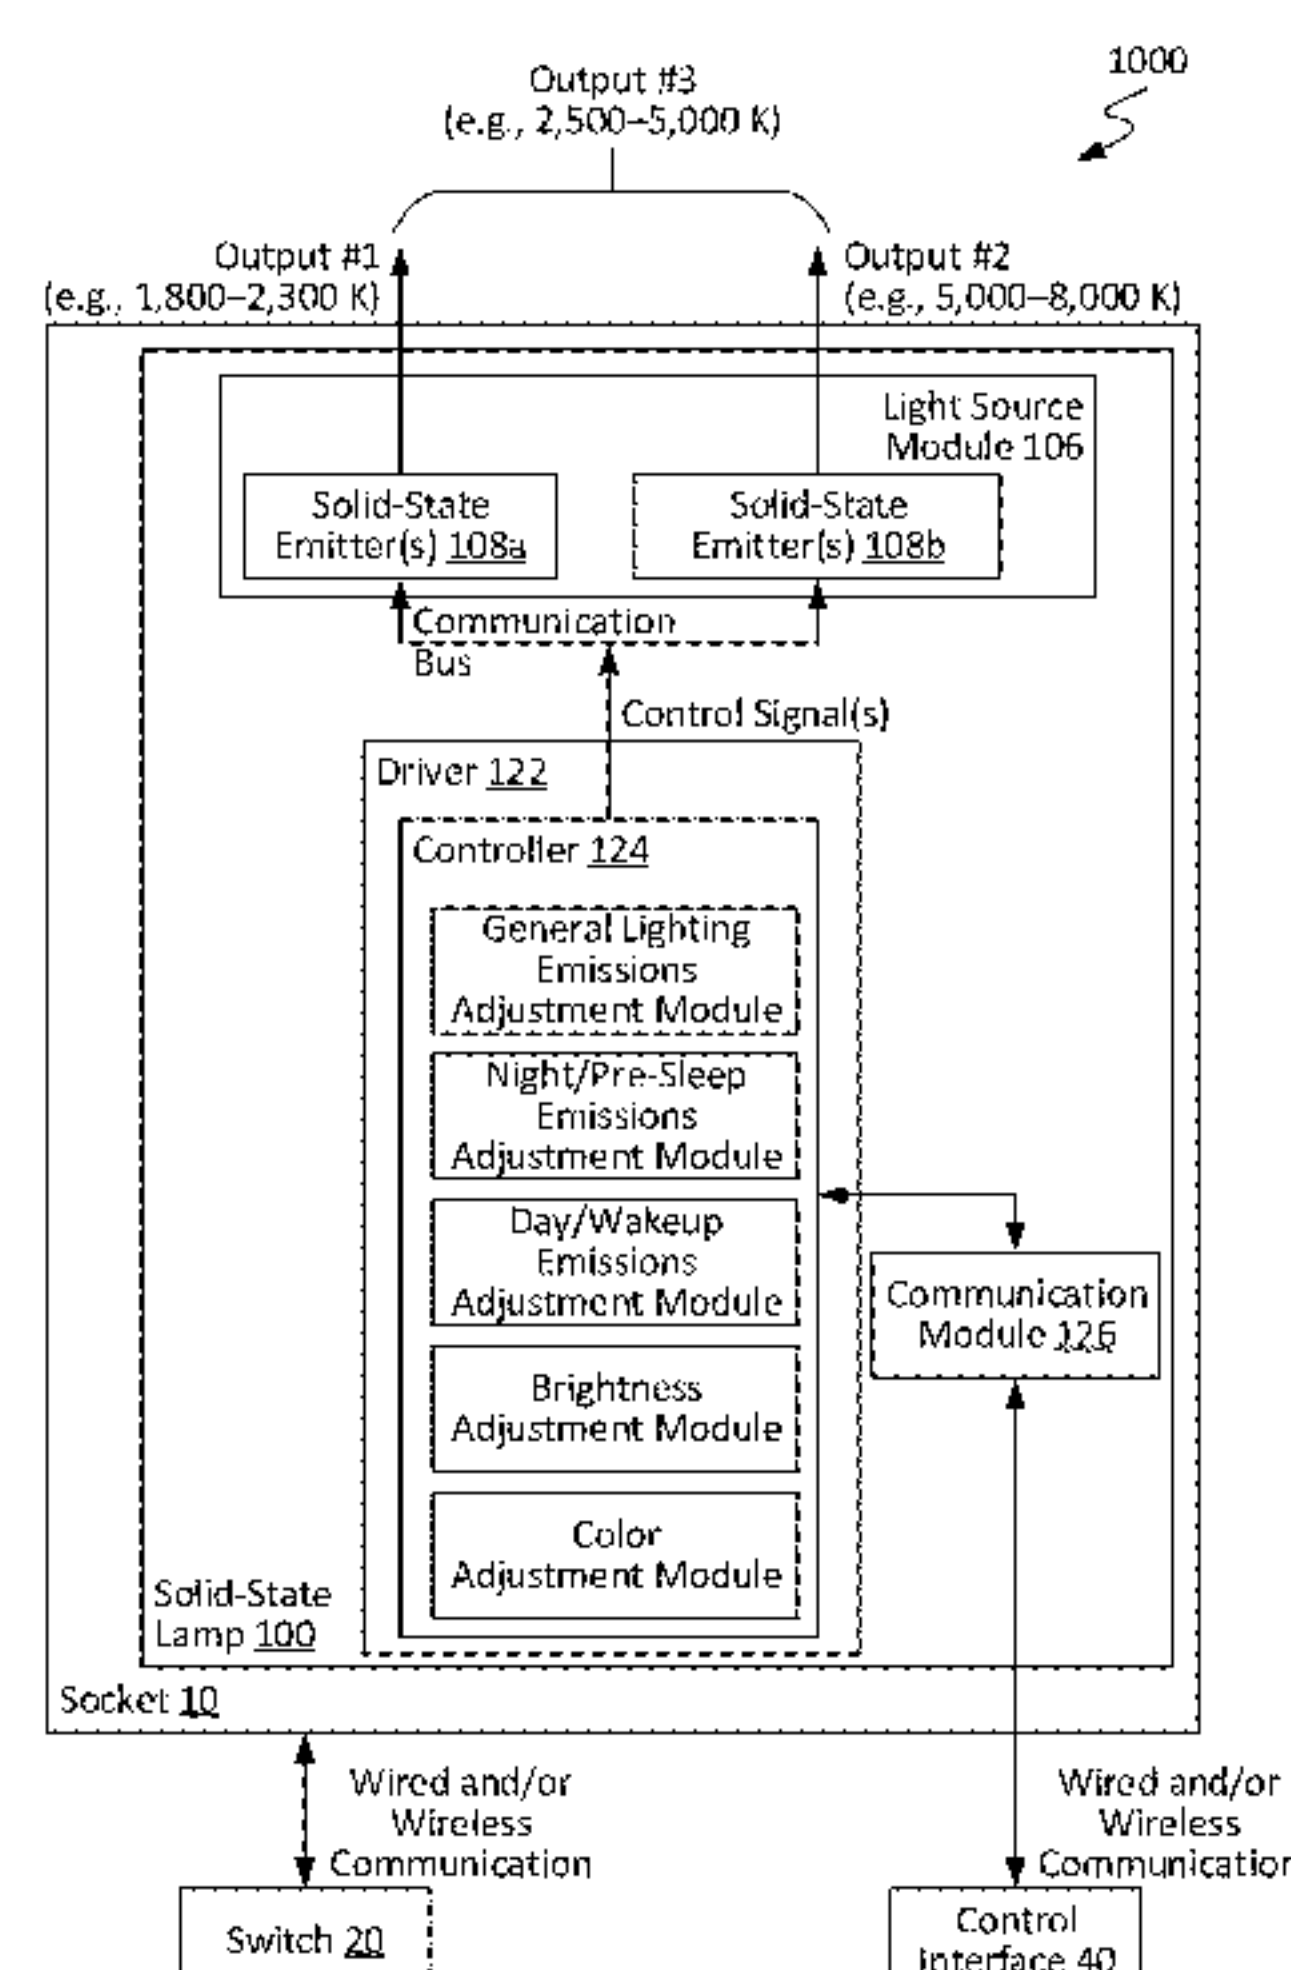 1000
Output #3
(e.g., 2,500–5,000 K)
Output #1
(e.g., 1,800–2,300 K)
Output #2
(e.g., 5,000–8,000 K)
Light Source
Module 106
Solid-State
Emitter(s) 108a
Solid-State
Emitter(s) 108b
Communication
Bus
Control Signal(s)
Driver 122
Controller 124
General Lighting
Emissions
Adjustment Module
Night/Pre-Sleep
Emissions
Adjustment Module
Day/Wakeup
Emissions
Adjustment Module
Brightness
Adjustment Module
Color
Adjustment Module
Communication
Module 126
Solid-State
Lamp 100
Socket 10
Wired and/or
Wireless
Communication
Wired and/or
Wireless
Communication
Switch 20
Control
Interface 40